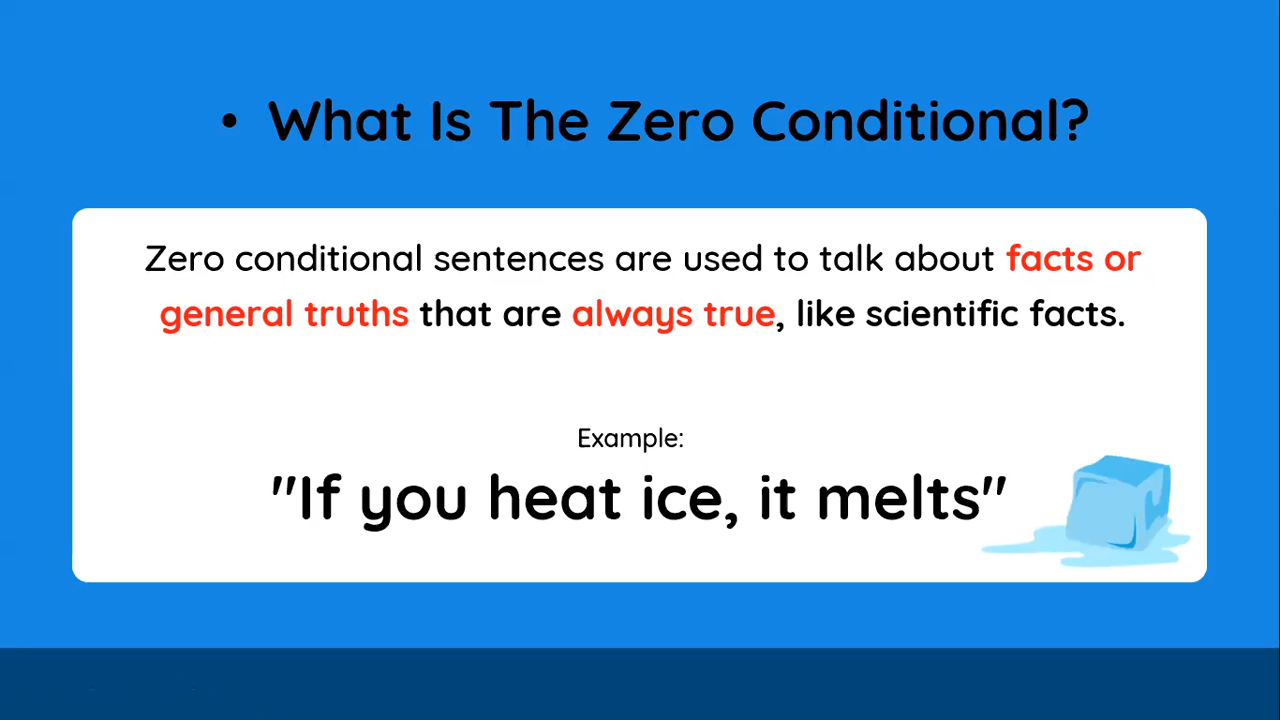 • What Is The Zero Conditional?
Zero conditional sentences are used to talk about facts or
general truths that are always true, like scientific facts.
Example:
"If you heat ice, it melts"